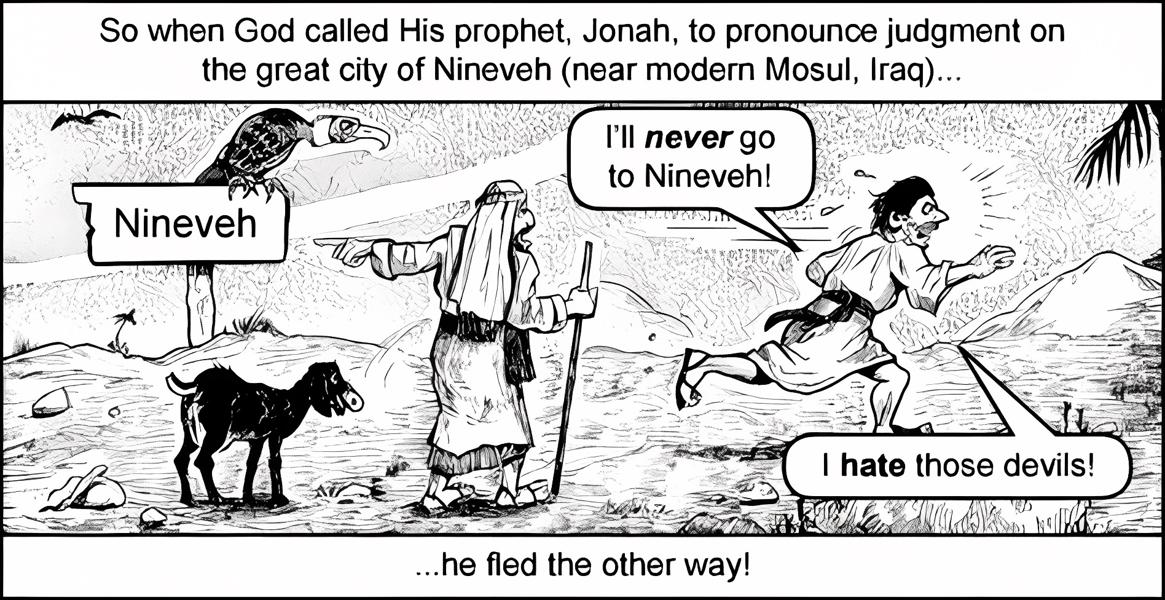 So when God called His prophet, Jonah, to pronounce judgment on
the great city of Nineveh (near modern Mosul, Iraq)...
Nineveh
I'll never go
to Nineveh!
I hate those devils!
...he fled the other way!